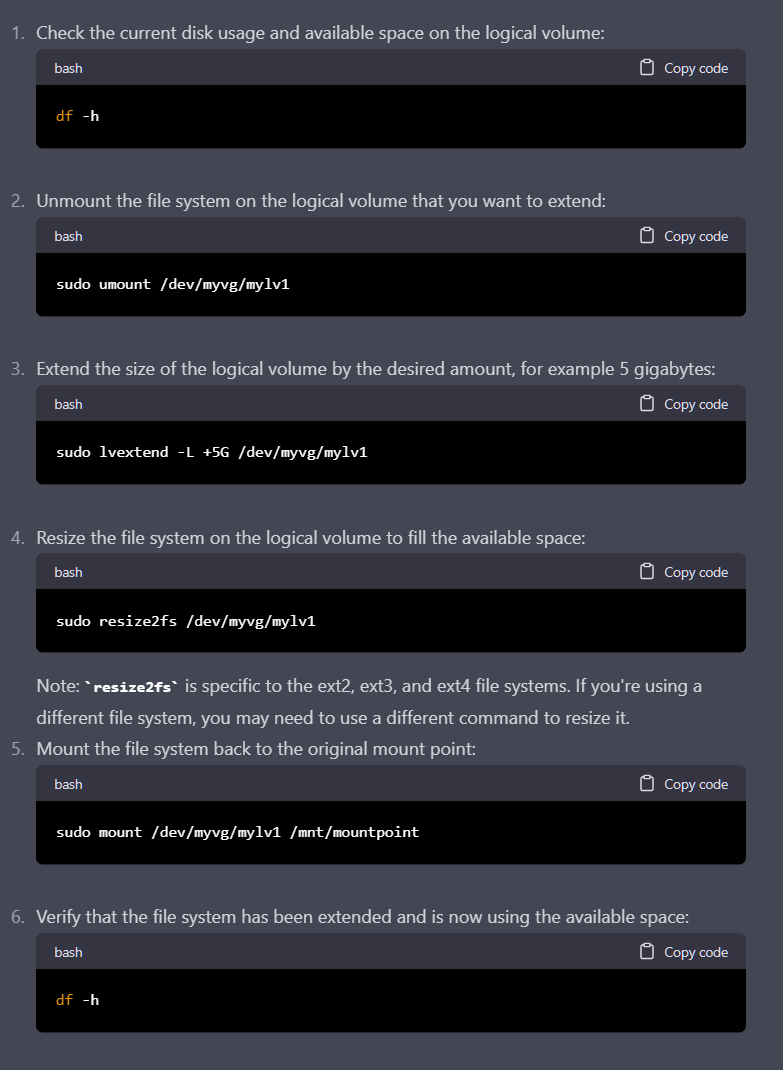 1. Check the current disk usage and available space on the logical volume:
bash Copy code
df -h
2. Unmount the file system on the logical volume that you want to extend:
bash Copy code
sudo umount /dev/myvg/mylv1
3. Extend the size of the logical volume by the desired amount, for example 5 gigabytes:
bash Copy code
sudo lvextend -L +5G /dev/myvg/mylv1
4. Resize the file system on the logical volume to fill the available space:
bash Copy code
sudo resize2fs /dev/myvg/mylv1
Note: `resize2fs` is specific to the ext2, ext3, and ext4 file systems. If you're using a
different file system, you may need to use a different command to resize it.
5. Mount the file system back to the original mount point:
bash Copy code
sudo mount /dev/myvg/mylv1 /mnt/mountpoint
6. Verify that the file system has been extended and is now using the available space:
bash Copy code
df -h